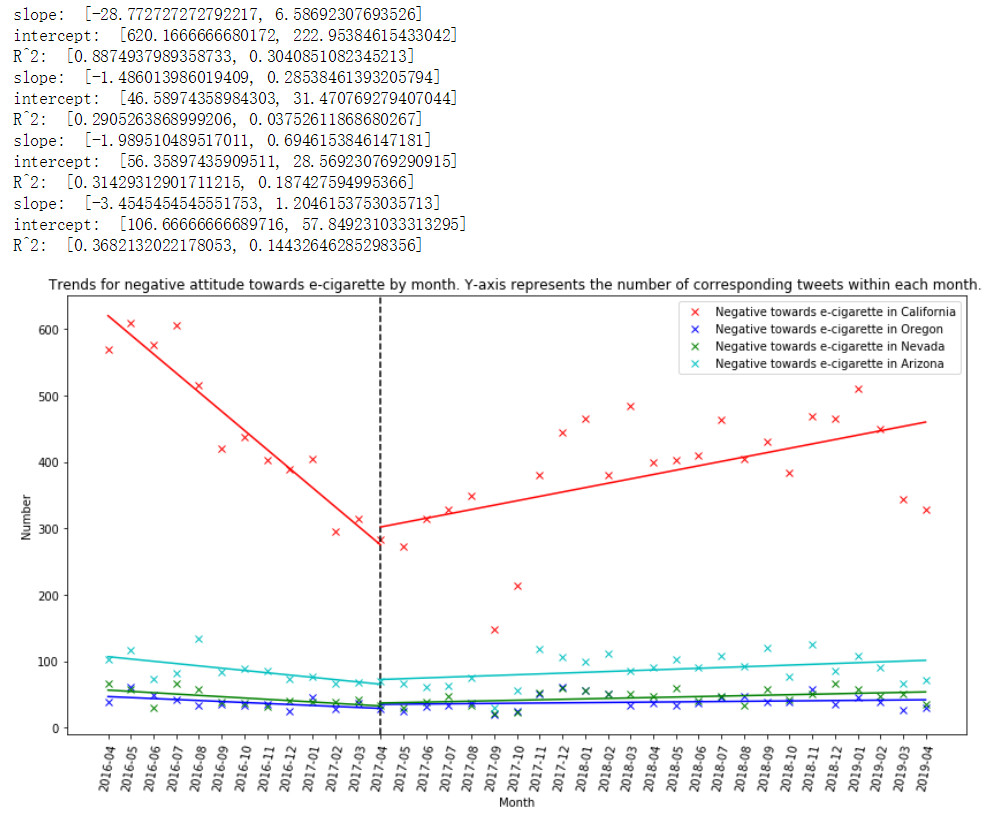 slope:  [-28.772727272792217, 6.58692307693526]
intercept:  [620.1666666680172, 222.95384615433042]
R^2:  [0.8874937989358733, 0.3040851082345213]
slope:  [-1.486013986019409, 0.28538461393205794]
intercept:  [46.58974358984303, 31.470769279407044]
R^2:  [0.2905263868999206, 0.03752611868680267]
slope:  [-1.989510489517011, 0.6946153846147181]
intercept:  [56.35897435909511, 28.569230769290915]
R^2:  [0.31429312901711215, 0.187427594995366]
slope:  [-3.4545454545551753, 1.2046153753035713]
intercept:  [106.66666666689716, 57.849231033313295]
R^2:  [0.3682132022178053, 0.14432646285298356]
Trends for negative attitude towards e-cigarette by month. Y-axis represents the number of corresponding tweets within each month.
Negative towards e-cigarette in California
Negative towards e-cigarette in Oregon
Negative towards e-cigarette in Nevada
Negative towards e-cigarette in Arizona
600
500
400
300
200
100
0
Number
2016-04
2016-05
2016-06
2016-07
2016-08
2016-09
2016-10
2016-11
2016-12
2017-01
2017-02
2017-03
2017-04
2017-05
2017-06
2017-07
2017-08
2017-09
2017-10
2017-11
2017-12
2018-01
2018-02
2018-03
2018-04
2018-05
2018-06
2018-07
2018-08
2018-09
2018-10
2018-11
2018-12
2019-01
2019-02
2019-03
2019-04
Month